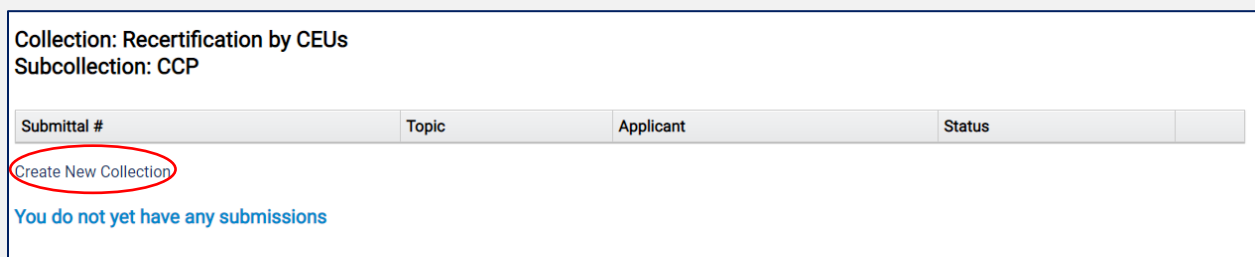 Collection: Recertification by CEUs
Subcollection: CCP
Submittal # Topic Applicant Status
Create New Collection
You do not yet have any submissions